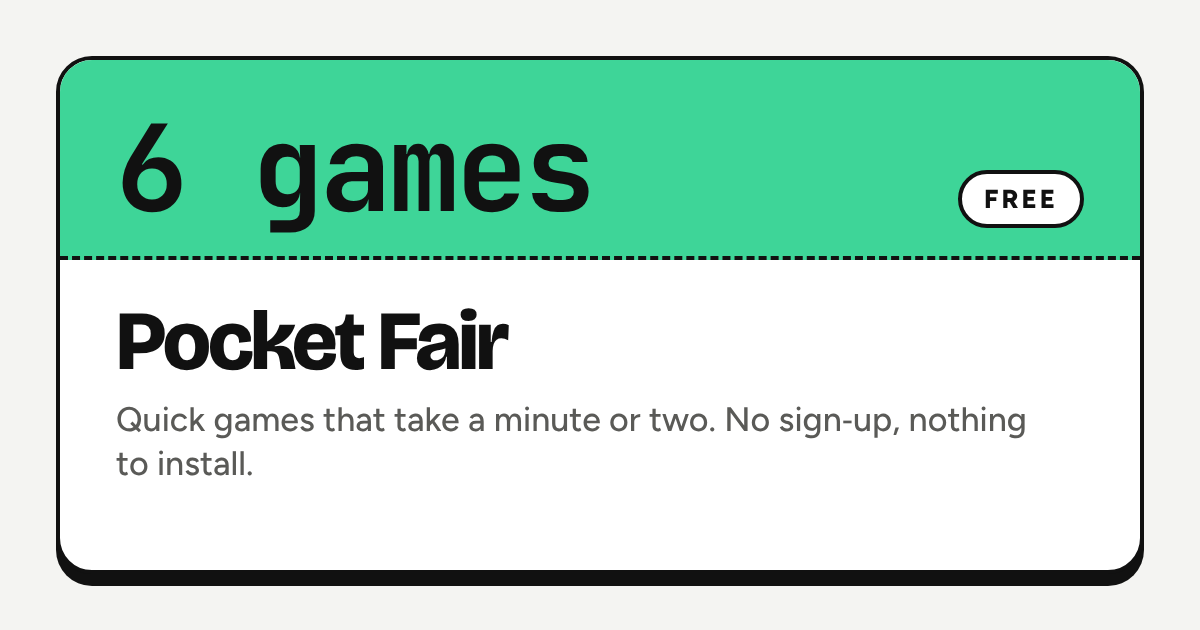 6 games
FREE
Pocket Fair
Quick games that take a minute or two. No sign-up, nothing
to install.